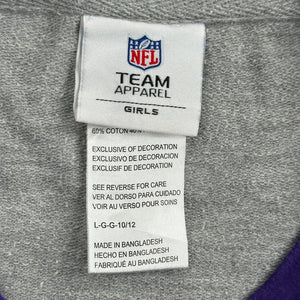 NFL
TEAM
APPAREL
GIRLS
60% COTTON 40%
EXCLUSIVE OF DECORATION
EXCLUSIVO DE DECORACION
EXCLUSIF DE DECORATION
SEE REVERSE FOR CARE
VER AL DORSO PARA CUIDADO
VOIR AU VERSO POUR SOINS
L-G-G-10/12
MADE IN BANGLADESH
HECHO EN BANGLADESH
FABRIQUÉ AU BANGLADESH